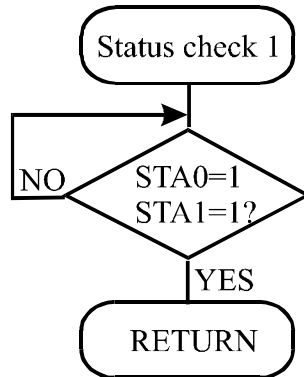 Status check 1
NO
STA0=1
STA1=1?
YES
RETURN